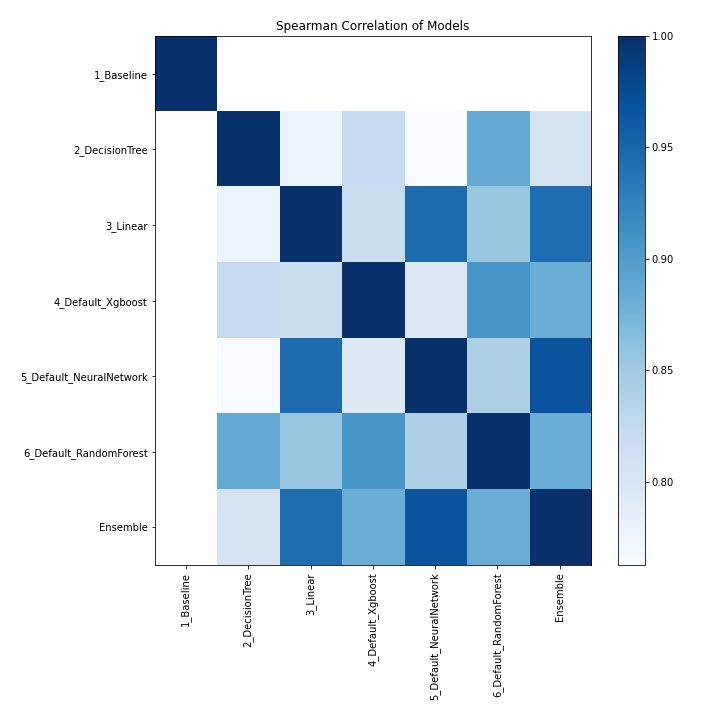 Spearman Correlation of Models
1_Baseline
2_DecisionTree
3_Linear
4_Default_Xgboost
5_Default_NeuralNetwork
6_Default_RandomForest
Ensemble
1_Baseline
2_DecisionTree
3_Linear
4_Default_Xgboost
5_Default_NeuralNetwork
6_Default_RandomForest
Ensemble
1.00
0.95
0.90
0.85
0.80